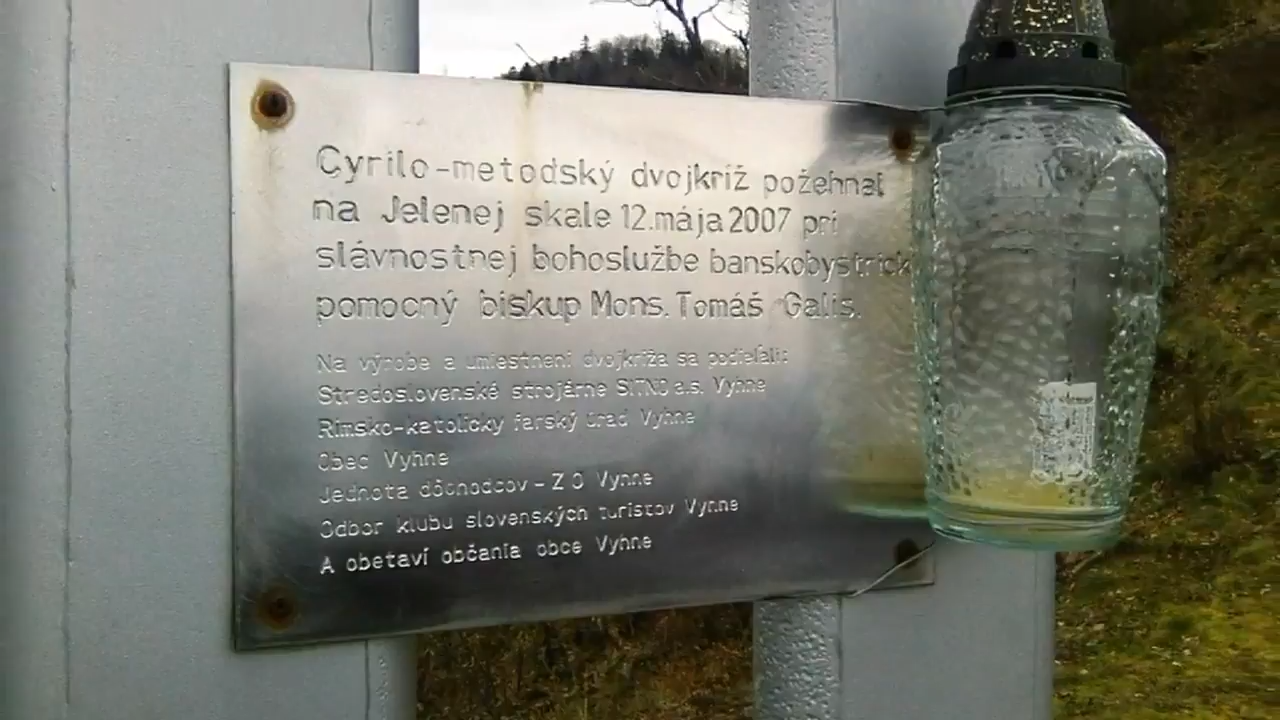 Cyrilo-metodský dvojkríž požehnal
na Jelenej skale 12.mája 2007 pri
slávnostnej bohoslužbe banskobystrick
pomocný biskup Mons. Tomáš Galis.
Na výrobe a umiestnení dvojkríža sa podieľali:
Stredoslovenské strojárne SITNO a.s. Vyhne
Rímsko-katolícky farský úrad Vyhne
Obec Vyhne
Jednota dôchodcov - Z O Vyhne
Odbor klubu slovenských turistov Vyhne
A obetaví občania obce Vyhne